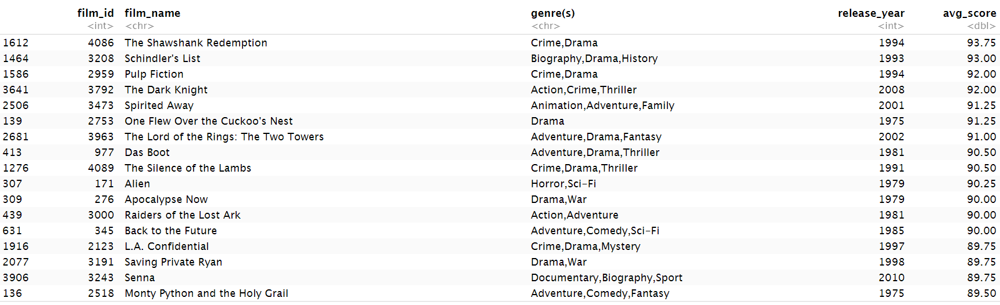 film_id film_name genre(s) release_year avg_score
<int> <chr> <chr> <int> <dbl>
1612 4086 The Shawshank Redemption Crime,Drama 1994 93.75
1464 3208 Schindler's List Biography,Drama,History 1993 93.00
1586 2959 Pulp Fiction Crime,Drama 1994 92.00
3641 3792 The Dark Knight Action,Crime,Thriller 2008 92.00
2506 3473 Spirited Away Animation,Adventure,Family 2001 91.25
139 2753 One Flew Over the Cuckoo's Nest Drama 1975 91.25
2681 3963 The Lord of the Rings: The Two Towers Adventure,Drama,Fantasy 2002 91.00
413 977 Das Boot Adventure,Drama,Thriller 1981 90.50
1276 4089 The Silence of the Lambs Crime,Drama,Thriller 1991 90.50
307 171 Alien Horror,Sci-Fi 1979 90.25
309 276 Apocalypse Now Drama,War 1979 90.00
439 3000 Raiders of the Lost Ark Action,Adventure 1981 90.00
631 345 Back to the Future Adventure,Comedy,Sci-Fi 1985 90.00
1916 2123 L.A. Confidential Crime,Drama,Mystery 1997 89.75
2077 3191 Saving Private Ryan Drama,War 1998 89.75
3906 3243 Senna Documentary,Biography,Sport 2010 89.75
136 2518 Monty Python and the Holy Grail Adventure,Comedy,Fantasy 1975 89.50